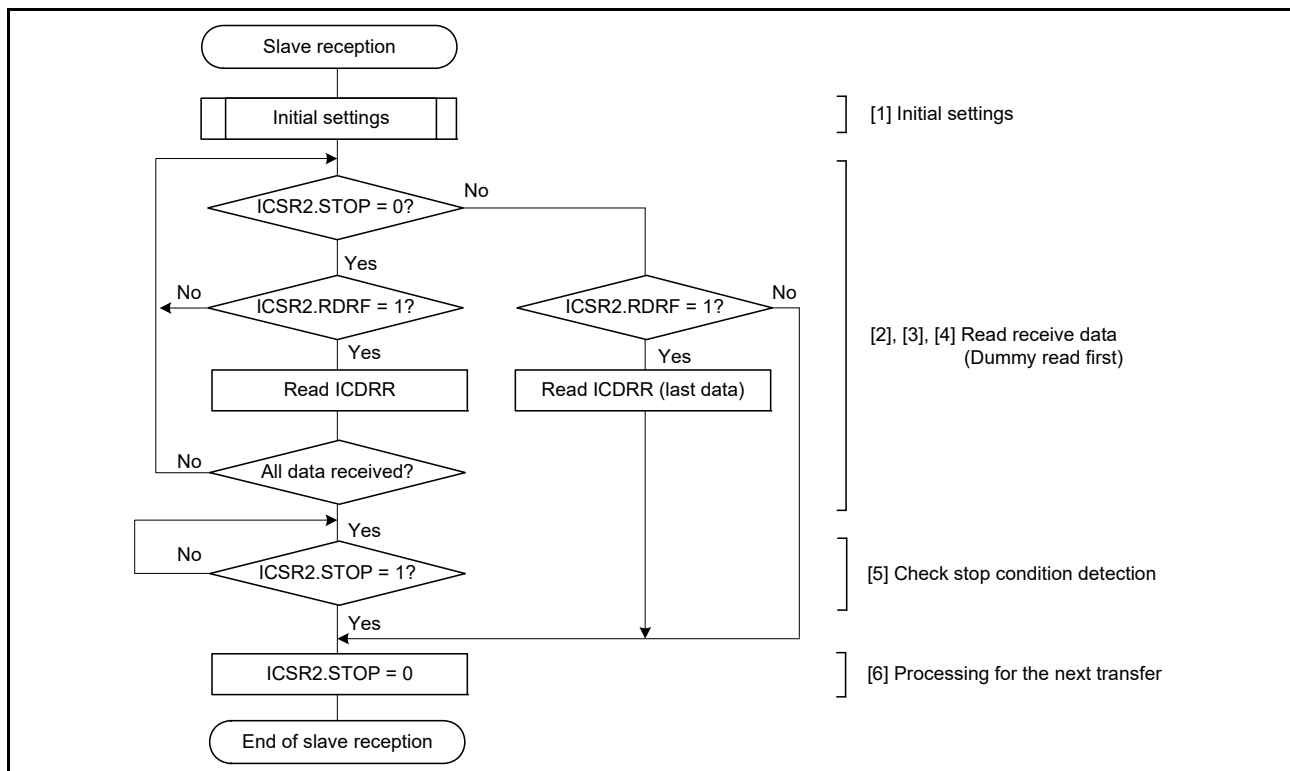 Slave reception
Initial settings
[1] Initial settings
ICSR2.STOP = 0?
No
Yes
No
ICSR2.RDRF = 1?
ICSR2.RDRF = 1?
No
[2], [3], [4] Read receive data
(Dummy read first)
Yes
Yes
Read ICDRR
Read ICDRR (last data)
No
All data received?
Yes
No
ICSR2.STOP = 1?
[5] Check stop condition detection
Yes
ICSR2.STOP = 0
[6] Processing for the next transfer
End of slave reception